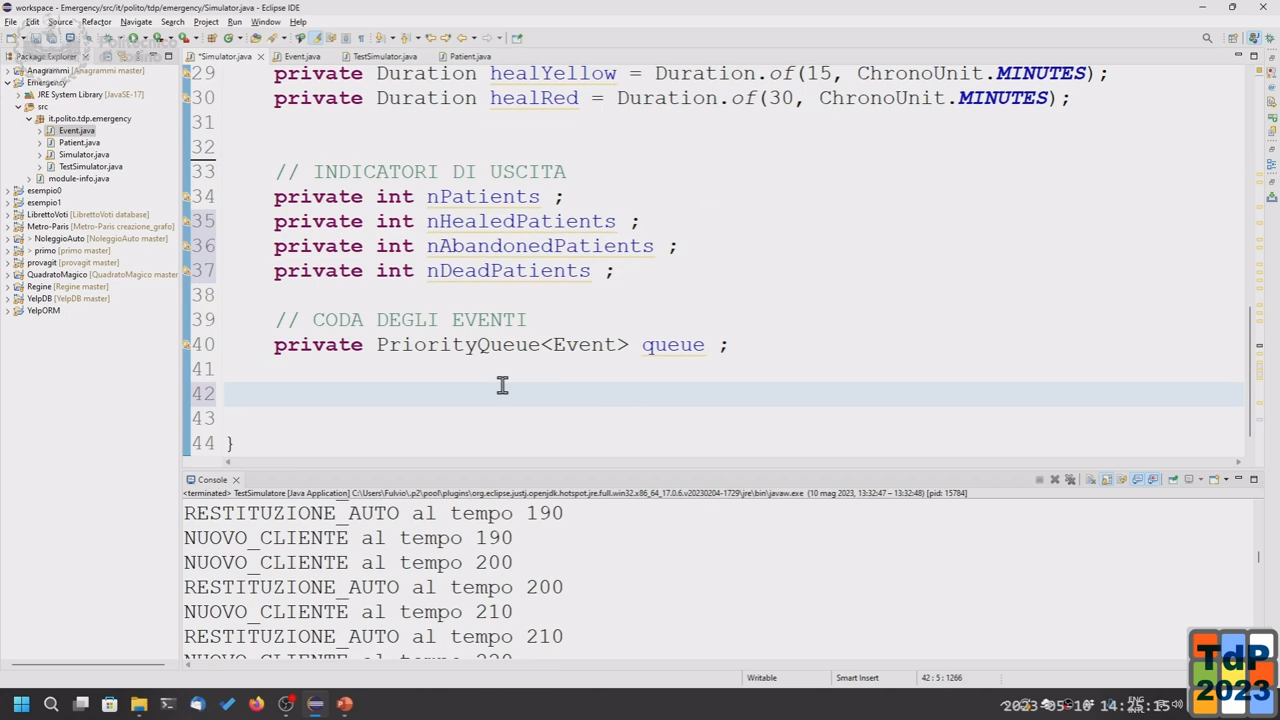 workspace - Emergency/src/it/polito/tdp/emergency/Simulator.java - Eclipse IDE
File Edit Source Refactor Navigate Search Project Run Window Help
Politecnico
Package Explorer
*Simulator.java Event.java TestSimulator.java Patient.java
Anagrammi [Anagrammi master]
Emergency
JRE System Library [JavaSE-17]
src
it.polito.tdp.emergency
Event.java
Patient.java
Simulator.java
TestSimulator.java
module-info.java
esempio0
esempio1
LibrettoVoti [LibrettoVoti database]
Metro-Paris [Metro-Paris creazione_grafo]
> NoleggioAuto [NoleggioAuto master]
> primo [primo master]
provagit [provagit master]
QuadratoMagico [QuadratoMagico master]
Regine [Regine master]
YelpDB [YelpDB master]
YelpORM
29 private Duration healYellow = Duration.of(15, ChronoUnit.MINUTES);
30 private Duration healRed = Duration.of(30, ChronoUnit.MINUTES);
31
32
33 // INDICATORI DI USCITA
34 private int nPatients ;
35 private int nHealedPatients ;
36 private int nAbandonedPatients ;
37 private int nDeadPatients ;
38
39 // CODA DEGLI EVENTI
40 private PriorityQueue<Event> queue ;
41
42
43
44 }
Console
<terminated> TestSimulatore [Java Application] C:\Users\Fulvio\.p2\pool\plugins\org.eclipse.justj.openjdk.hotspot.jre.full.win32.x86_64_17.0.6.v20230204-1729\jre\bin\javaw.exe (10 mag 2023, 13:32:47 – 13:32:48) [pid: 15784]
RESTITUZIONE_AUTO al tempo 190
NUOVO_CLIENTE al tempo 190
NUOVO_CLIENTE al tempo 200
RESTITUZIONE_AUTO al tempo 200
NUOVO_CLIENTE al tempo 210
RESTITUZIONE_AUTO al tempo 210
Writable Smart Insert 42 : 5 : 1266
TdP
2023
ENG